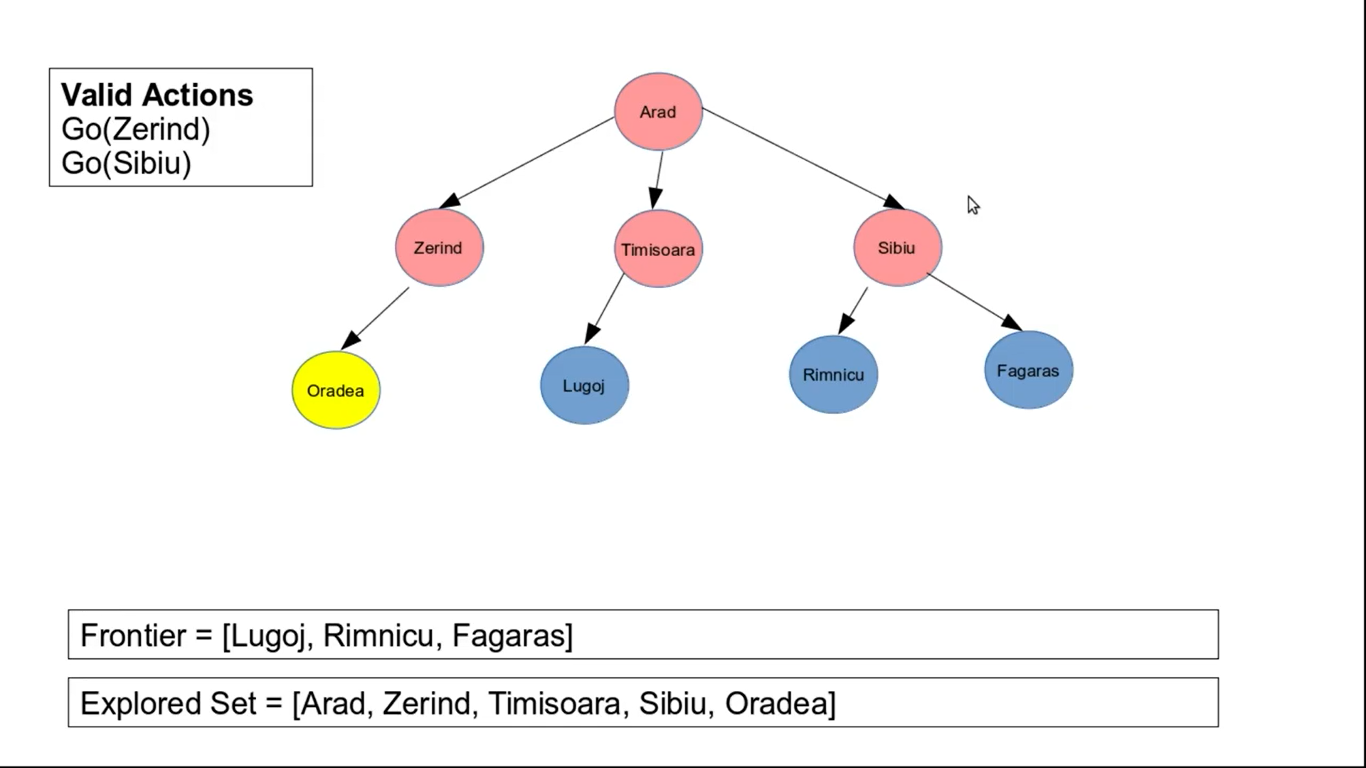 Valid Actions
Go(Zerind)
Go(Sibiu)
Arad
Zerind
Timisoara
Sibiu
Oradea
Lugoj
Rimnicu
Fagaras
Frontier = [Lugoj, Rimnicu, Fagaras]
Explored Set = [Arad, Zerind, Timisoara, Sibiu, Oradea]